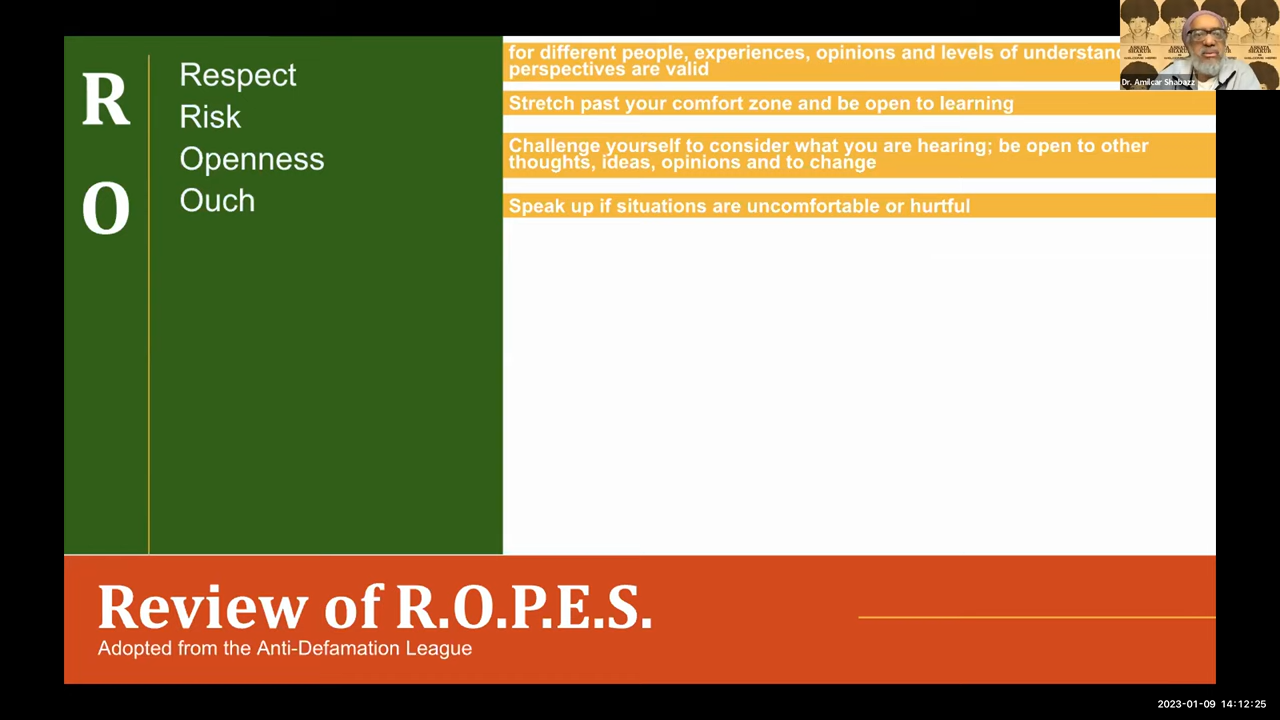 R
Respect
for different people, experiences, opinions and levels of
perspectives are valid
Risk
Stretch past your comfort zone and be open to learning
O
Openness
Challenge yourself to consider what you are hearing; be open to other
thoughts, ideas, opinions and to change
Ouch
Speak up if situations are uncomfortable or hurtful
Review of R.O.P.E.S.
Adopted from the Anti-Defamation League
Dr. Amilcar Shabazz
2023-01-09 14:12:25